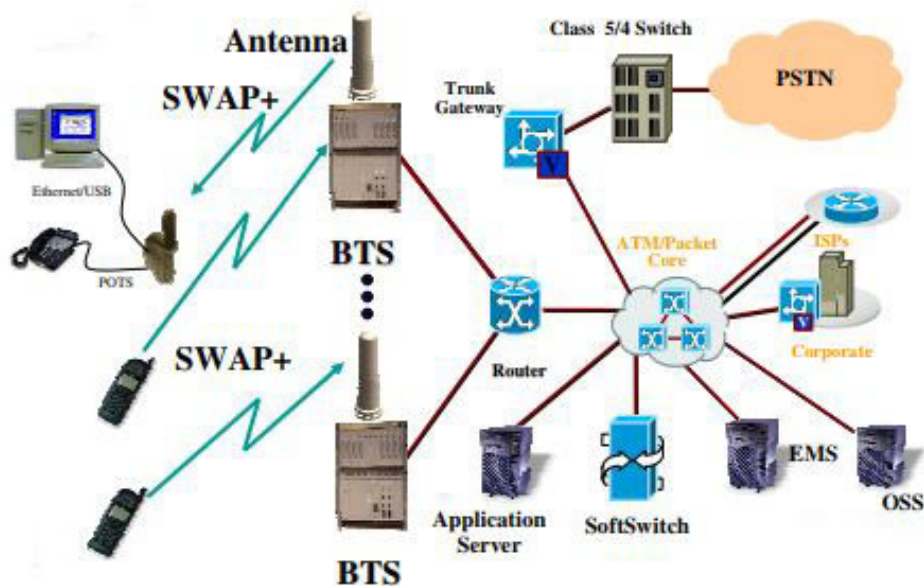 Antenna
Class 5/4 Switch
PSTN
Trunk
Gateway
SWAP+
V
Ethernet/USB
ATM/Packet
Core
ISPs
BTS
POTS
V
Corporate
SWAP+
Router
EMS
OSS
Application
Server
SoftSwitch
BTS